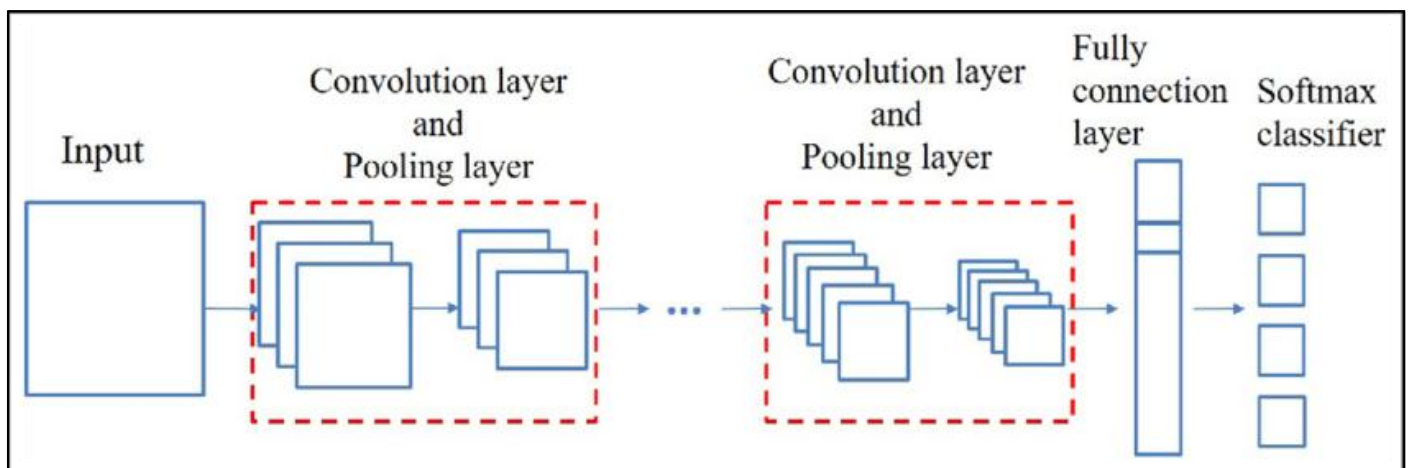 Input
Convolution layer
and
Pooling layer
...
Convolution layer
and
Pooling layer
Fully
connection
layer
Softmax
classifier